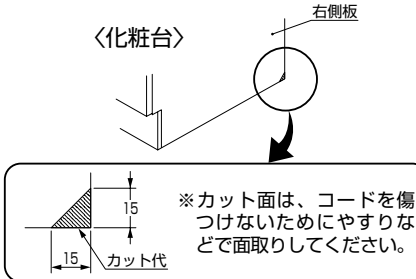 右側板
〈化粧台〉
15
15
カット代
※カット面は、コードを傷
つけないためにやすりな
どで面取りしてください。